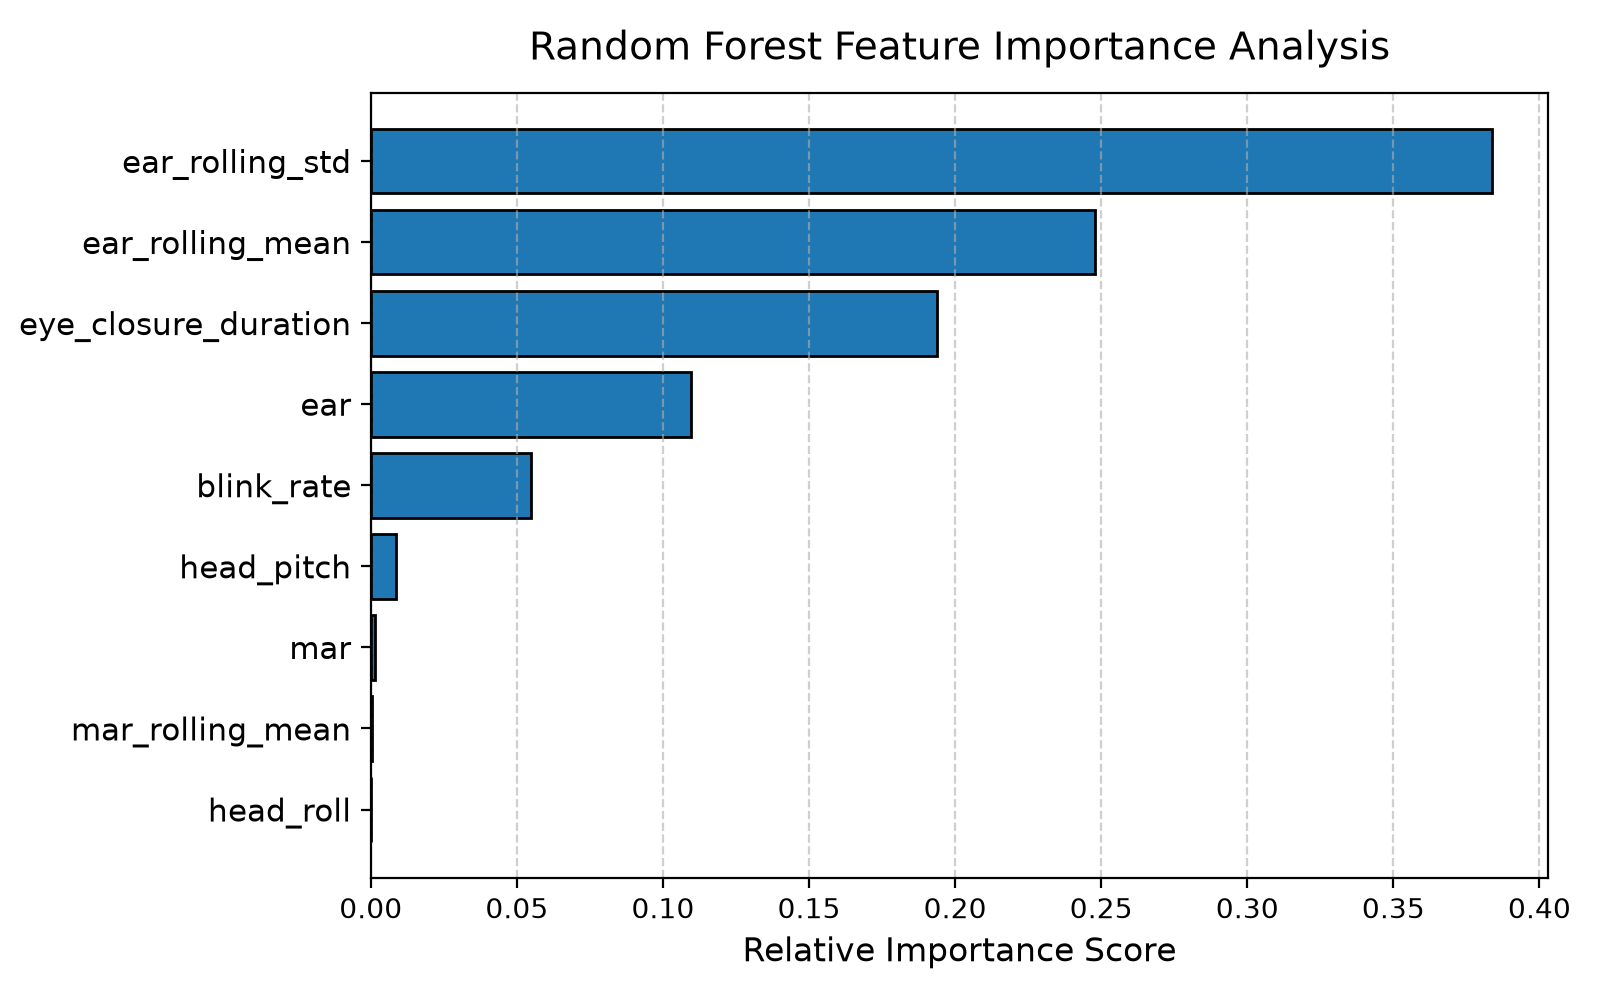 Random Forest Feature Importance Analysis
ear_rolling_std
ear_rolling_mean
eye_closure_duration
ear
blink_rate
head_pitch
mar
mar_rolling_mean
head_roll
0.00 0.05 0.10 0.15 0.20 0.25 0.30 0.35 0.40
Relative Importance Score